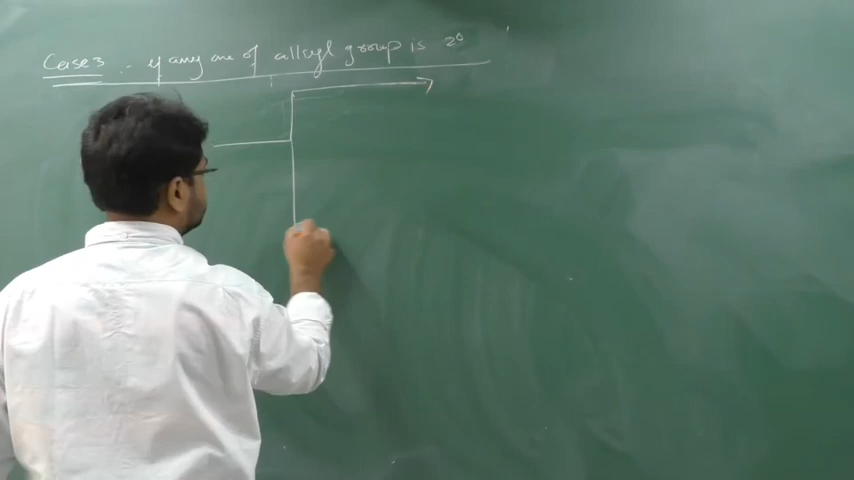 Case 3 :- if any one of alkyl group is 2°